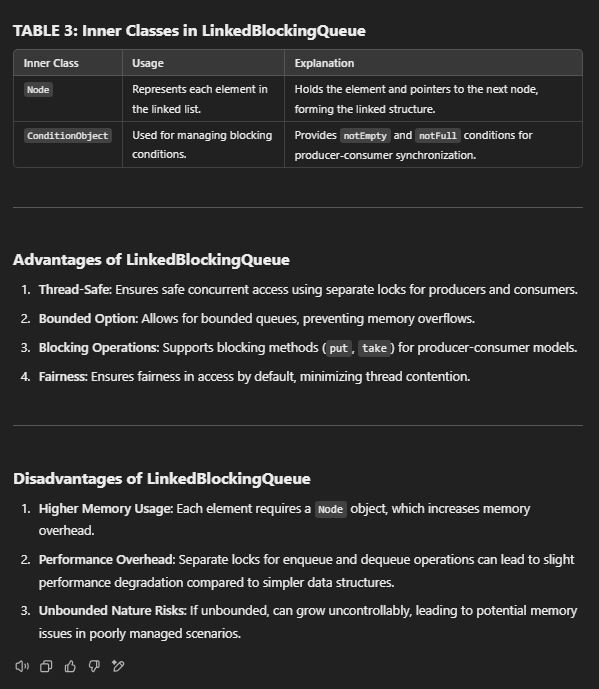 TABLE 3: Inner Classes in LinkedBlockingQueue
Inner Class Usage Explanation
Node Represents each element in the linked list. Holds the element and pointers to the next node, forming the linked structure.
ConditionObject Used for managing blocking conditions. Provides notEmpty and notFull conditions for producer-consumer synchronization.
Advantages of LinkedBlockingQueue
1. Thread-Safe: Ensures safe concurrent access using separate locks for producers and consumers.
2. Bounded Option: Allows for bounded queues, preventing memory overflows.
3. Blocking Operations: Supports blocking methods (put, take) for producer-consumer models.
4. Fairness: Ensures fairness in access by default, minimizing thread contention.
Disadvantages of LinkedBlockingQueue
1. Higher Memory Usage: Each element requires a Node object, which increases memory
overhead.
2. Performance Overhead: Separate locks for enqueue and dequeue operations can lead to slight
performance degradation compared to simpler data structures.
3. Unbounded Nature Risks: If unbounded, can grow uncontrollably, leading to potential memory
issues in poorly managed scenarios.